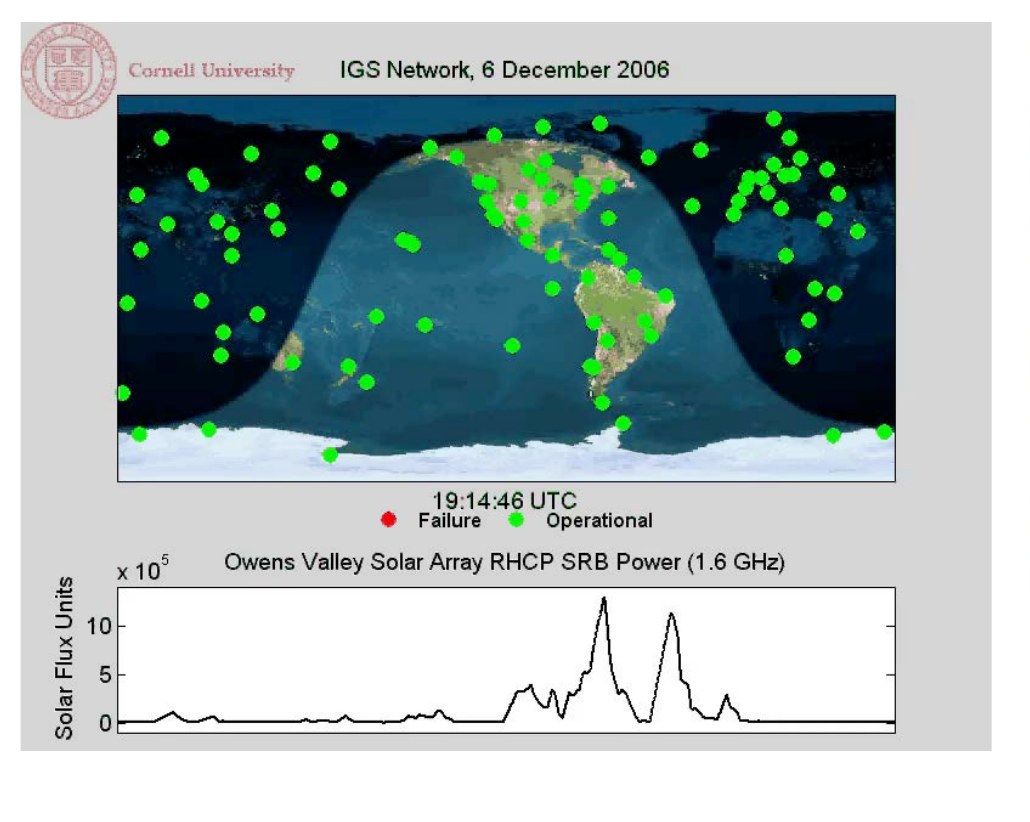 Cornell University
IGS Network, 6 December 2006
19:14:46 UTC
Failure Operational
Owens Valley Solar Array RHCP SRB Power (1.6 GHz)
x 10^5
Solar Flux Units
10
5
0